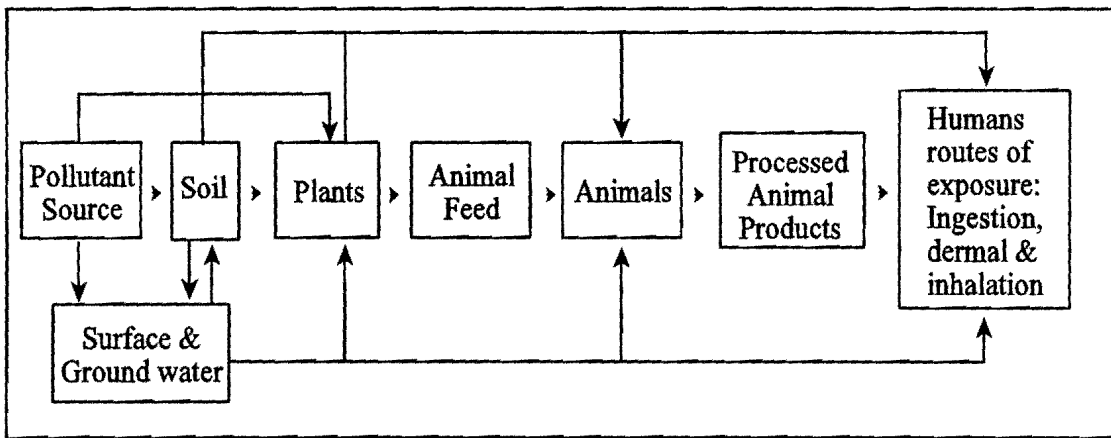 Pollutant
Source
Soil
Plants
Animal
Feed
Animals
Processed
Animal
Products
Humans
routes of
exposure:
Ingestion,
dermal &
inhalation
Surface &
Ground water